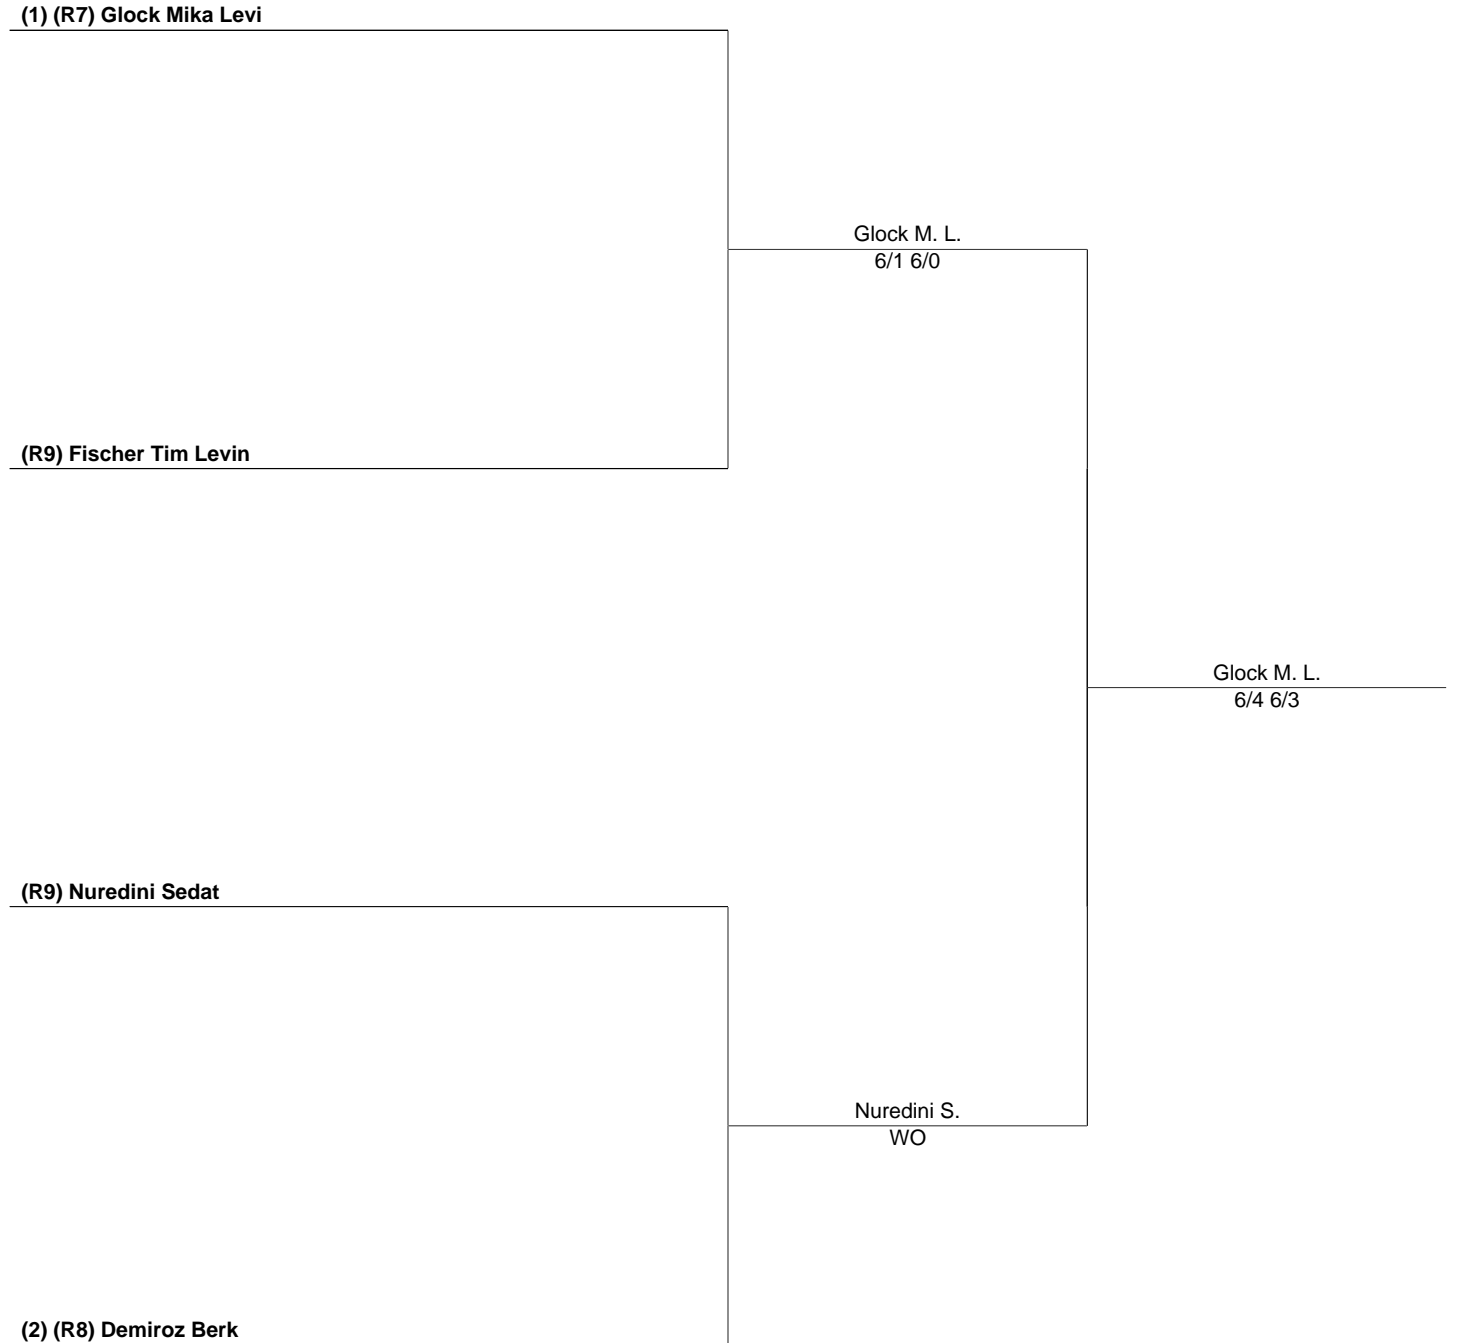 (1) (R7) Glock Mika Levi
Glock M. L.
6/1 6/0
(R9) Fischer Tim Levin
Glock M. L.
6/4 6/3
(R9) Nuredini Sedat
Nuredini S.
WO
(2) (R8) Demiroz Berk